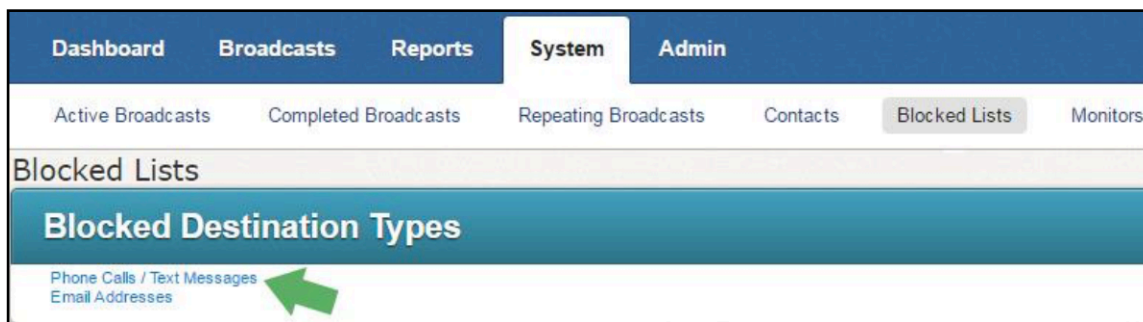 Dashboard Broadcasts Reports System Admin
Active Broadcasts Completed Broadcasts Repeating Broadcasts Contacts Blocked Lists Monitors
Blocked Lists
Blocked Destination Types
Phone Calls / Text Messages
Email Addresses